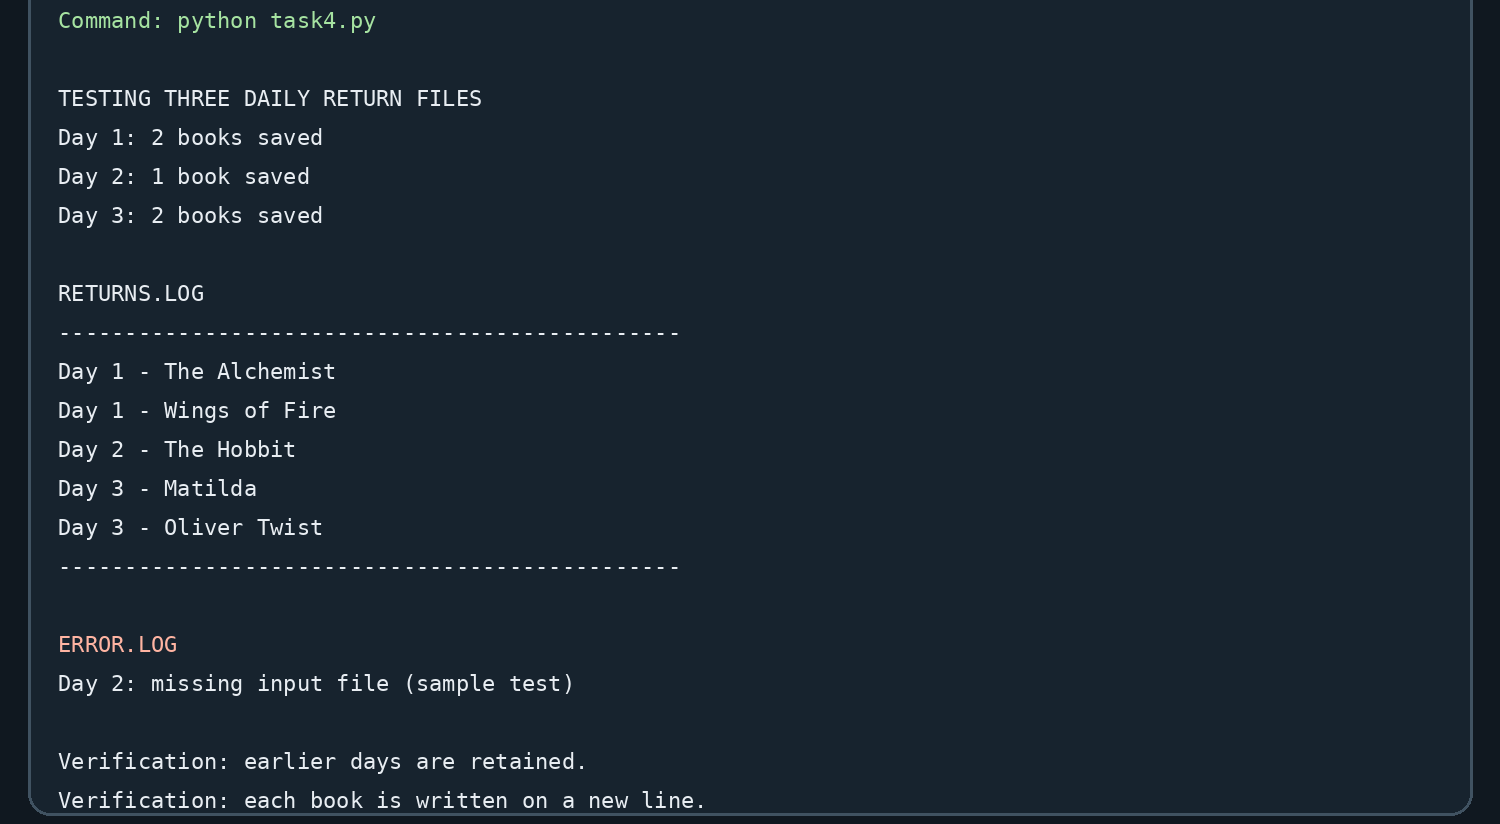 Command: python task4.py
TESTING THREE DAILY RETURN FILES
Day 1: 2 books saved
Day 2: 1 book saved
Day 3: 2 books saved
RETURNS.LOG
-----------------------------------------------
Day 1 - The Alchemist
Day 1 - Wings of Fire
Day 2 - The Hobbit
Day 3 - Matilda
Day 3 - Oliver Twist
-----------------------------------------------
ERROR.LOG
Day 2: missing input file (sample test)
Verification: earlier days are retained.
Verification: each book is written on a new line.